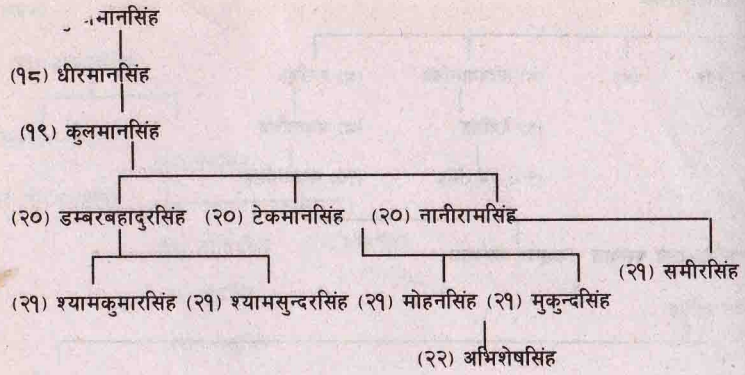 मानसिंह
(१८) धीरमानसिंह
(१९) कुलमानसिंह
(२०) डम्बरबहादुरसिंह (२०) टेकमानसिंह (२०) नानीरामसिंह
(२१) समीरसिंह
(२१) श्यामकुमारसिंह (२१) श्यामसुन्दरसिंह (२१) मोहनसिंह (२१) मुकुन्दसिंह
(२२) अभिशेषसिंह